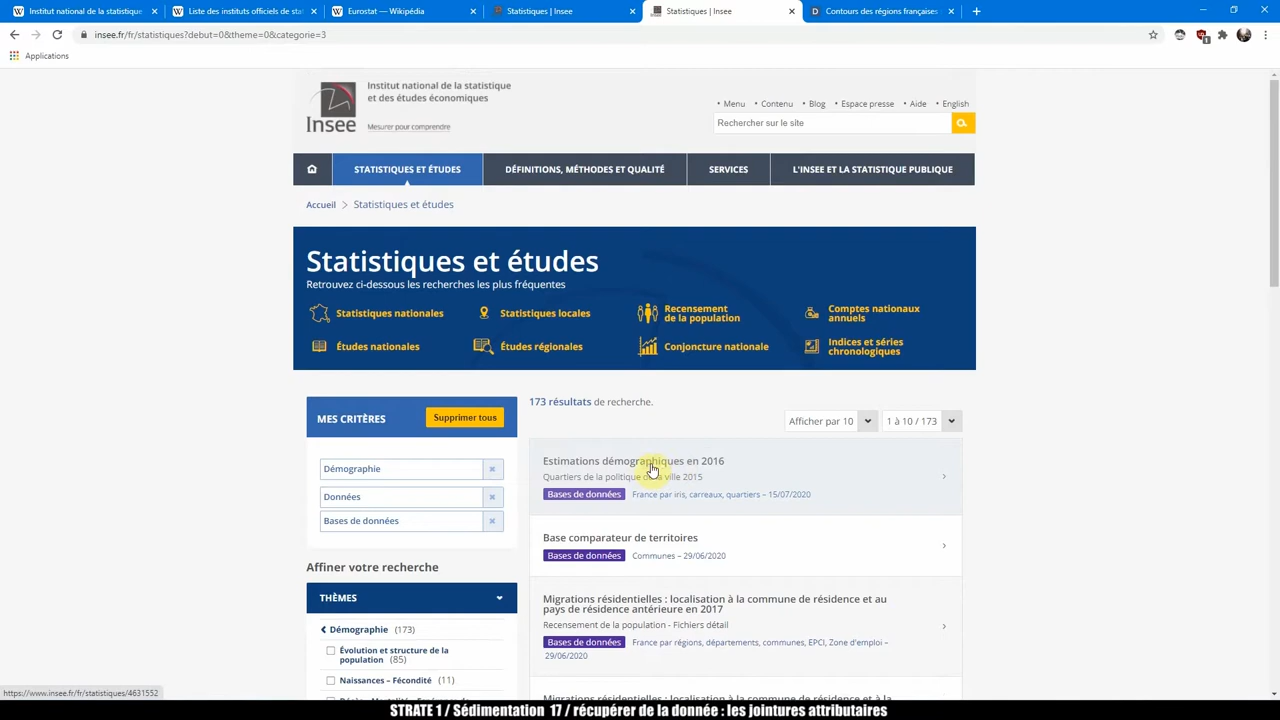 Institut national de la statistique
Liste des instituts officiels de sta
Eurostat — Wikipédia
Statistiques | Insee
Statistiques | Insee
Contours des régions françaises
insee.fr/fr/statistiques?debut=0&theme=0&categorie=3
Applications
Institut national de la statistique
et des études économiques
Insee
Mesurer pour comprendre
• Menu • Contenu • Blog • Espace presse • Aide • English
Rechercher sur le site
STATISTIQUES ET ÉTUDES
DÉFINITIONS, MÉTHODES ET QUALITÉ
SERVICES
L'INSEE ET LA STATISTIQUE PUBLIQUE
Accueil > Statistiques et études
Statistiques et études
Retrouvez ci-dessous les recherches les plus fréquentes
Statistiques nationales
Statistiques locales
Recensement
de la population
Comptes nationaux
annuels
Études nationales
Études régionales
Conjoncture nationale
Indices et séries
chronologiques
MES CRITÈRES
Supprimer tous
Démographie
Données
Bases de données
Affiner votre recherche
THÈMES
Démographie (173)
Évolution et structure de la
population (85)
Naissances – Fécondité (11)
173 résultats de recherche.
Afficher par 10
1 à 10 / 173
Estimations démographiques en 2016
Quartiers de la politique de la ville 2015
Bases de données France par iris, carreaux, quartiers – 15/07/2020
Base comparateur de territoires
Bases de données Communes – 29/06/2020
Migrations résidentielles : localisation à la commune de résidence et au
pays de résidence antérieure en 2017
Recensement de la population - Fichiers détail
Bases de données France par régions, départements, communes, EPCI, Zone d'emploi –
29/06/2020
Migrations résidentielles : localisation à la commune de résidence et à la
https://www.insee.fr/fr/statistiques/4631552
STRATE 1 / Sédimentation 17 / récupérer de la donnée : les jointures attributaires